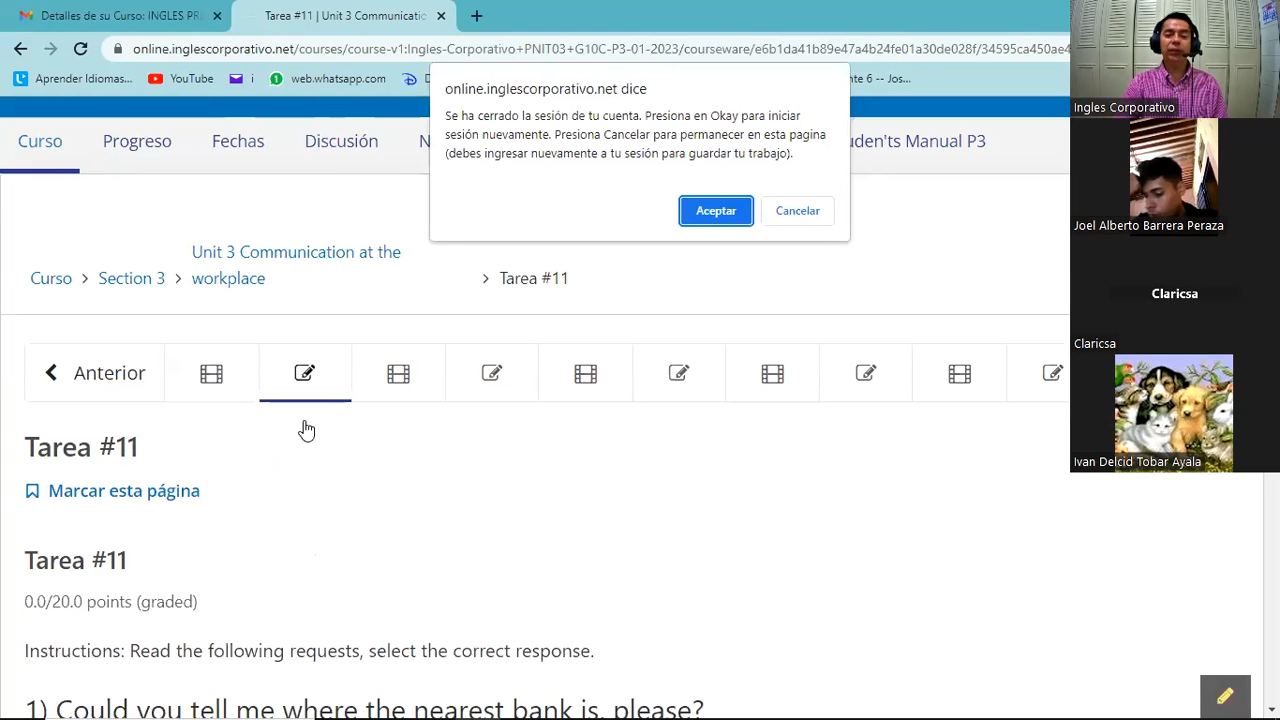 Detalles de su Curso: INGLES PRE
Tarea #11 | Unit 3 Communicatic
online.inglescorporativo.net/courses/course-v1:Ingles-Corporativo+PNIT03+G10C-P3-01-2023/courseware/e6b1da41b89e47a4b24fe01a30de028f/34595ca450ae4
Aprender Idiomas...
YouTube
i
web.whatsapp.com
nte 6 -- Jos...
online.inglescorporativo.net dice
Se ha cerrado la sesión de tu cuenta. Presiona en Okay para iniciar
sesión nuevamente. Presiona Cancelar para permanecer en esta pagina
(debes ingresar nuevamente a tu sesión para guardar tu trabajo).
Aceptar
Cancelar
Curso
Progreso
Fechas
Discusión
N
uden'ts Manual P3
Curso
Section 3
Unit 3 Communication at the
workplace
Tarea #11
Anterior
Tarea #11
Marcar esta página
Tarea #11
0.0/20.0 points (graded)
Instructions: Read the following requests, select the correct response.
1) Could you tell me where the nearest bank is, please?
Ingles Corporativo
Joel Alberto Barrera Peraza
Claricsa
Claricsa
Ivan Delcid Tobar Ayala